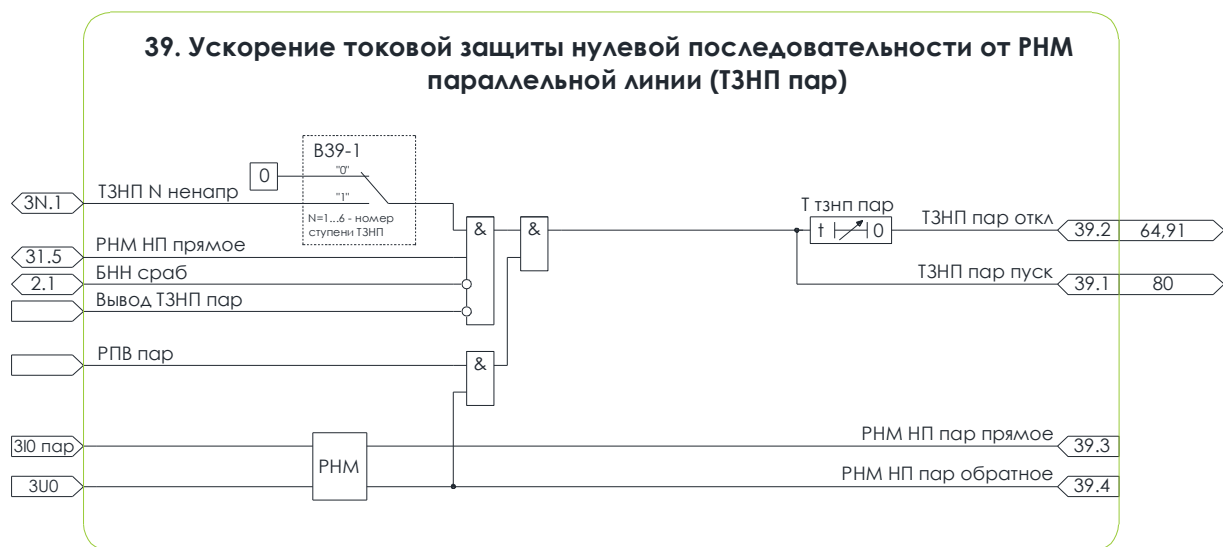 39. Ускорение токовой защиты нулевой последовательности от РНМ
параллельной линии (ТЗНП пар)
В39-1
"0"
0
3N.1
ТЗНП N ненапр
"1"
N=1...6 - номер
ступени ТЗНП
Т тзнп пар
t
0
ТЗНП пар откл
39.2
64,91
&
&
31.5
РНМ НП прямое
2.1
БНН сраб
ТЗНП пар пуск
39.1
80
Вывод ТЗНП пар
РПВ пар
&
3I0 пар
РНМ
РНМ НП пар прямое
39.3
3U0
РНМ НП пар обратное
39.4